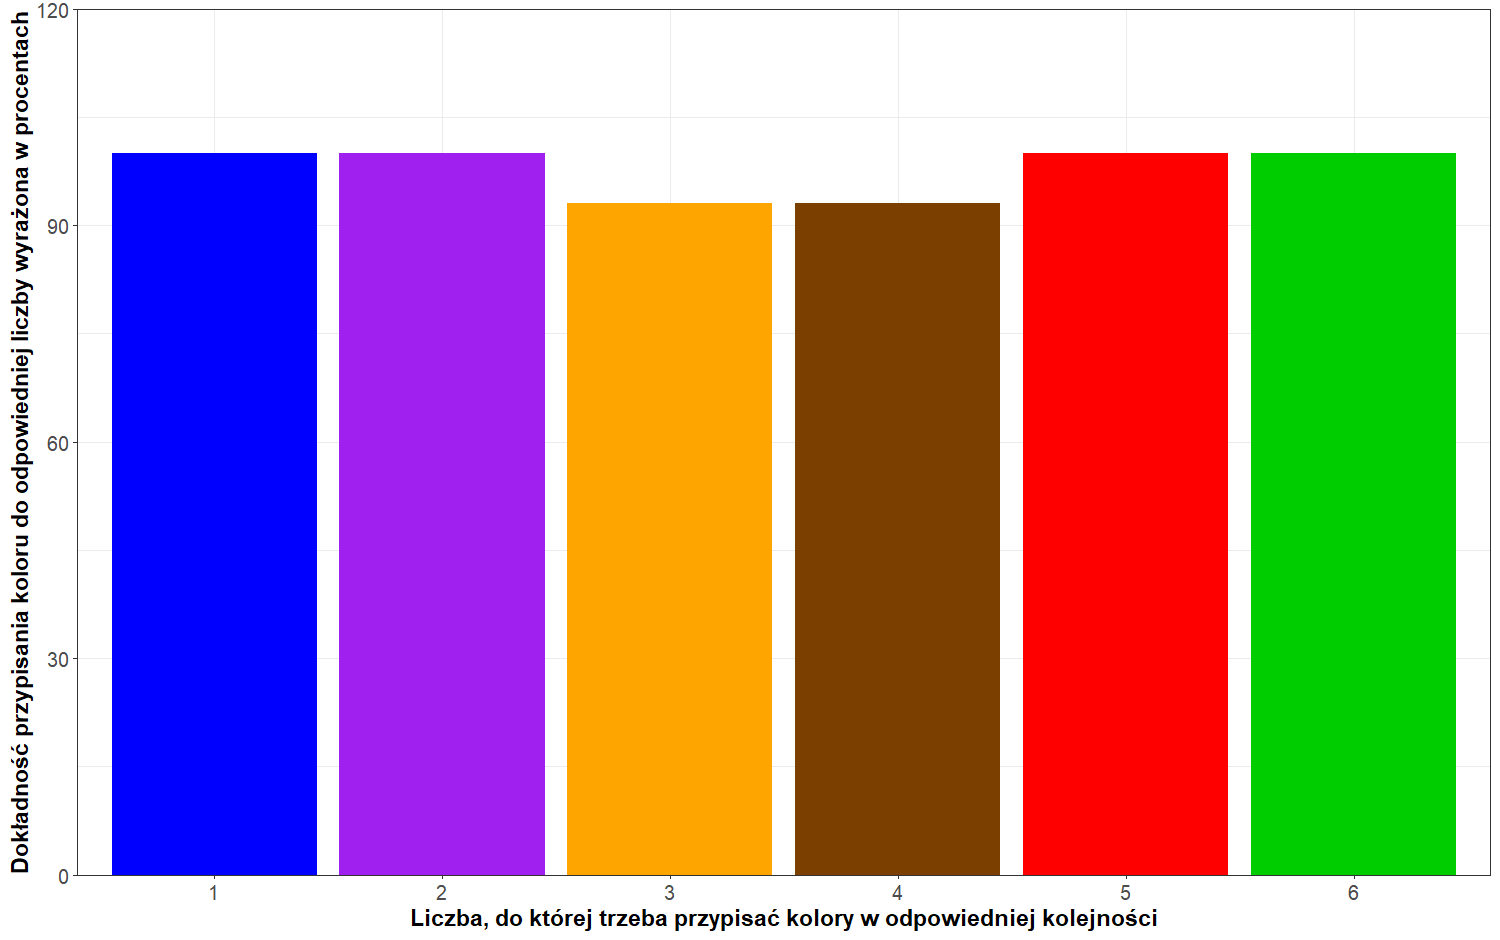 Dokładność przypisania koloru do odpowiedniej liczby wyrażona w procentach
120
90
60
30
0
1 2 3 4 5 6
Liczba, do której trzeba przypisać kolory w odpowiedniej kolejności